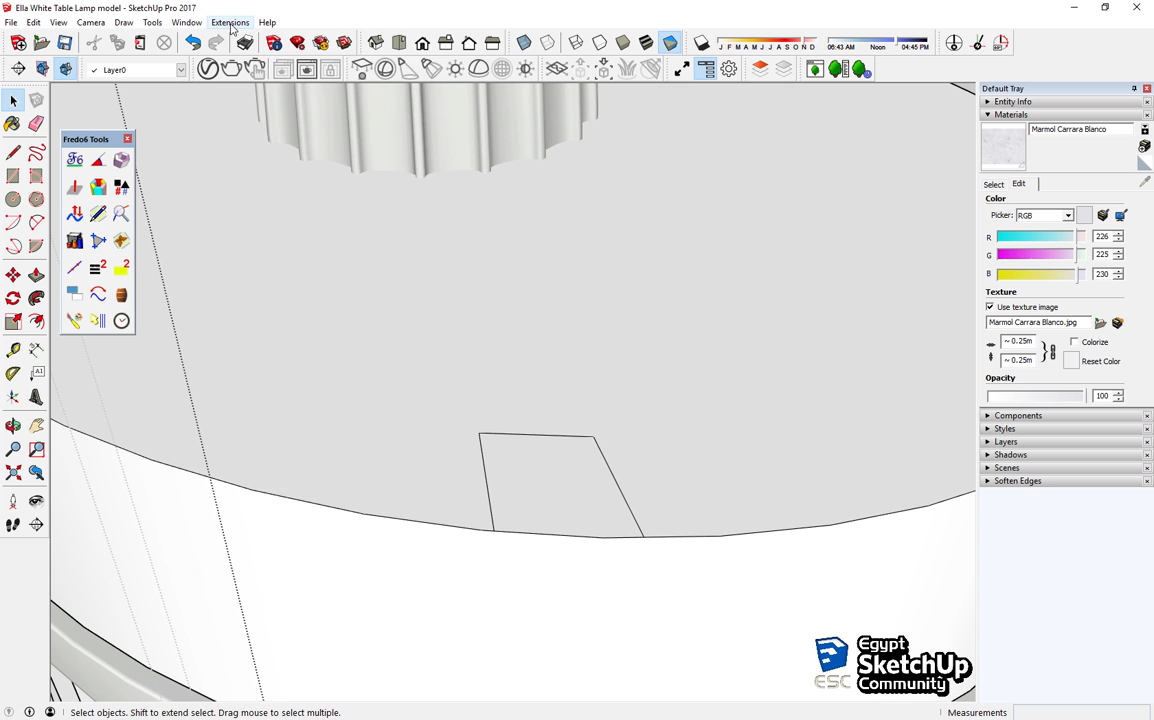 Ella White Table Lamp model - SketchUp Pro 2017
File Edit View Camera Draw Tools Window Extensions Help
J F M A M J J A S O N D 06:43 AM Noon 04:45 PM
Layer0
Default Tray
Entity Info
Materials
Marmol Carrara Blanco
Select Edit
Color
Picker: RGB
R 226
G 225
B 230
Texture
Use texture image
Marmol Carrara Blanco.jpg
~ 0.25m Colorize
~ 0.25m Reset Color
Opacity
100
Components
Styles
Layers
Shadows
Scenes
Soften Edges
Fredo6 Tools
Egypt
SketchUp
Community
ESC
Select objects. Shift to extend select. Drag mouse to select multiple.
Measurements